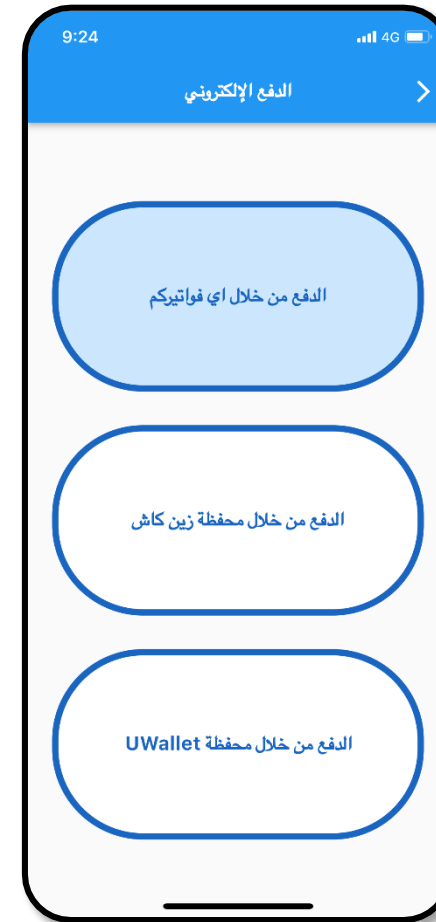 9:24
4G
الدفع الإلكتروني
الدفع من خلال اي فواتيركم
الدفع من خلال محفظة زين كاش
الدفع من خلال محفظة UWallet